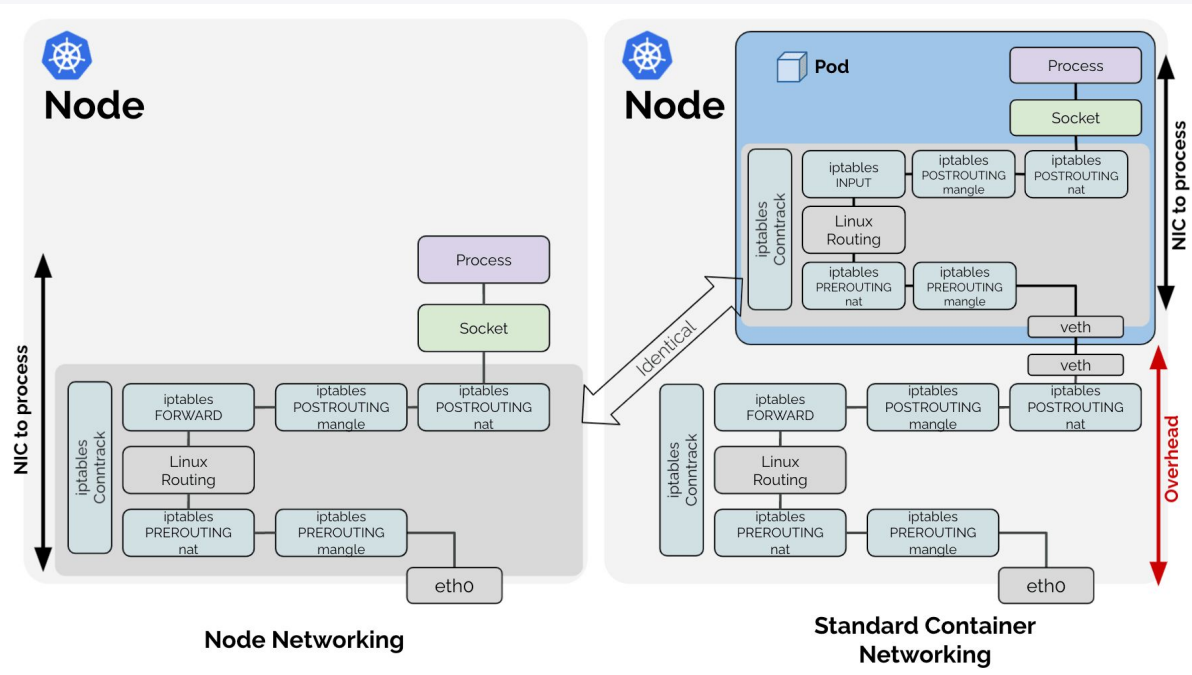 Node
NIC to process
Process
Socket
iptables
Conntrack
iptables
FORWARD
iptables
POSTROUTING
mangle
iptables
POSTROUTING
nat
Linux
Routing
iptables
PREROUTING
nat
iptables
PREROUTING
mangle
eth0
Node Networking
Identical
Node
Pod
Process
Socket
NIC to process
iptables
Conntrack
iptables
INPUT
iptables
POSTROUTING
mangle
iptables
POSTROUTING
nat
Linux
Routing
iptables
PREROUTING
nat
iptables
PREROUTING
mangle
veth
veth
iptables
Conntrack
iptables
FORWARD
iptables
POSTROUTING
mangle
iptables
POSTROUTING
nat
Linux
Routing
iptables
PREROUTING
nat
iptables
PREROUTING
mangle
eth0
Overhead
Standard Container
Networking